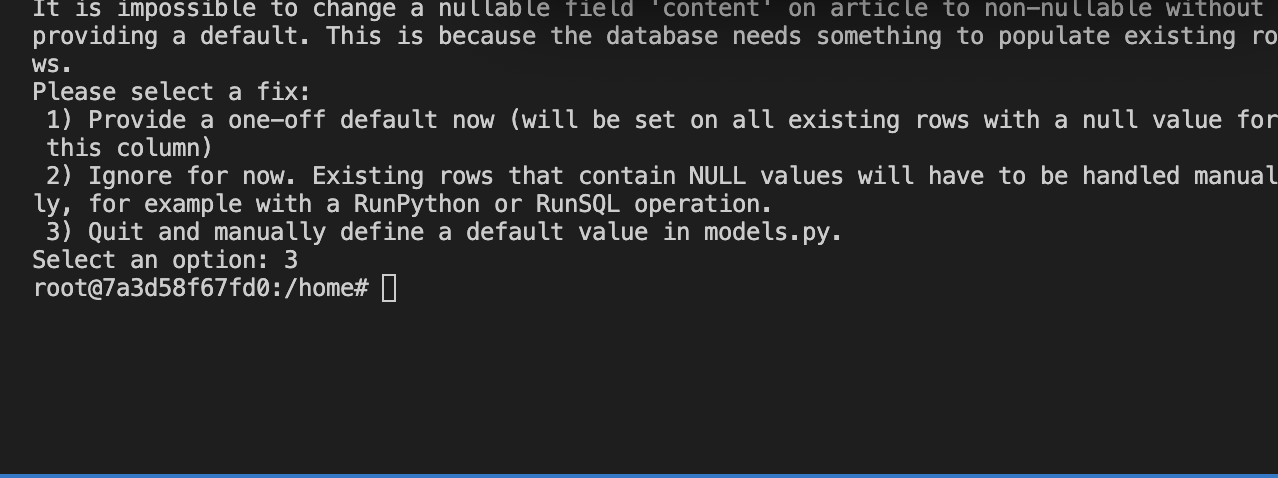 It is impossible to change a nullable field 'content' on article to non-nullable without
providing a default. This is because the database needs something to populate existing ro
ws.
Please select a fix:
 1) Provide a one-off default now (will be set on all existing rows with a null value for
 this column)
 2) Ignore for now. Existing rows that contain NULL values will have to be handled manual
ly, for example with a RunPython or RunSQL operation.
 3) Quit and manually define a default value in models.py.
Select an option: 3
root@7a3d58f67fd0:/home#